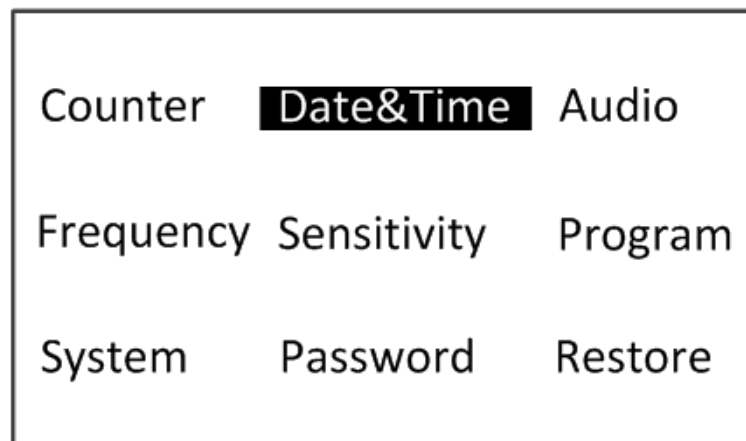 Counter Date&Time Audio
Frequency Sensitivity Program
System Password Restore